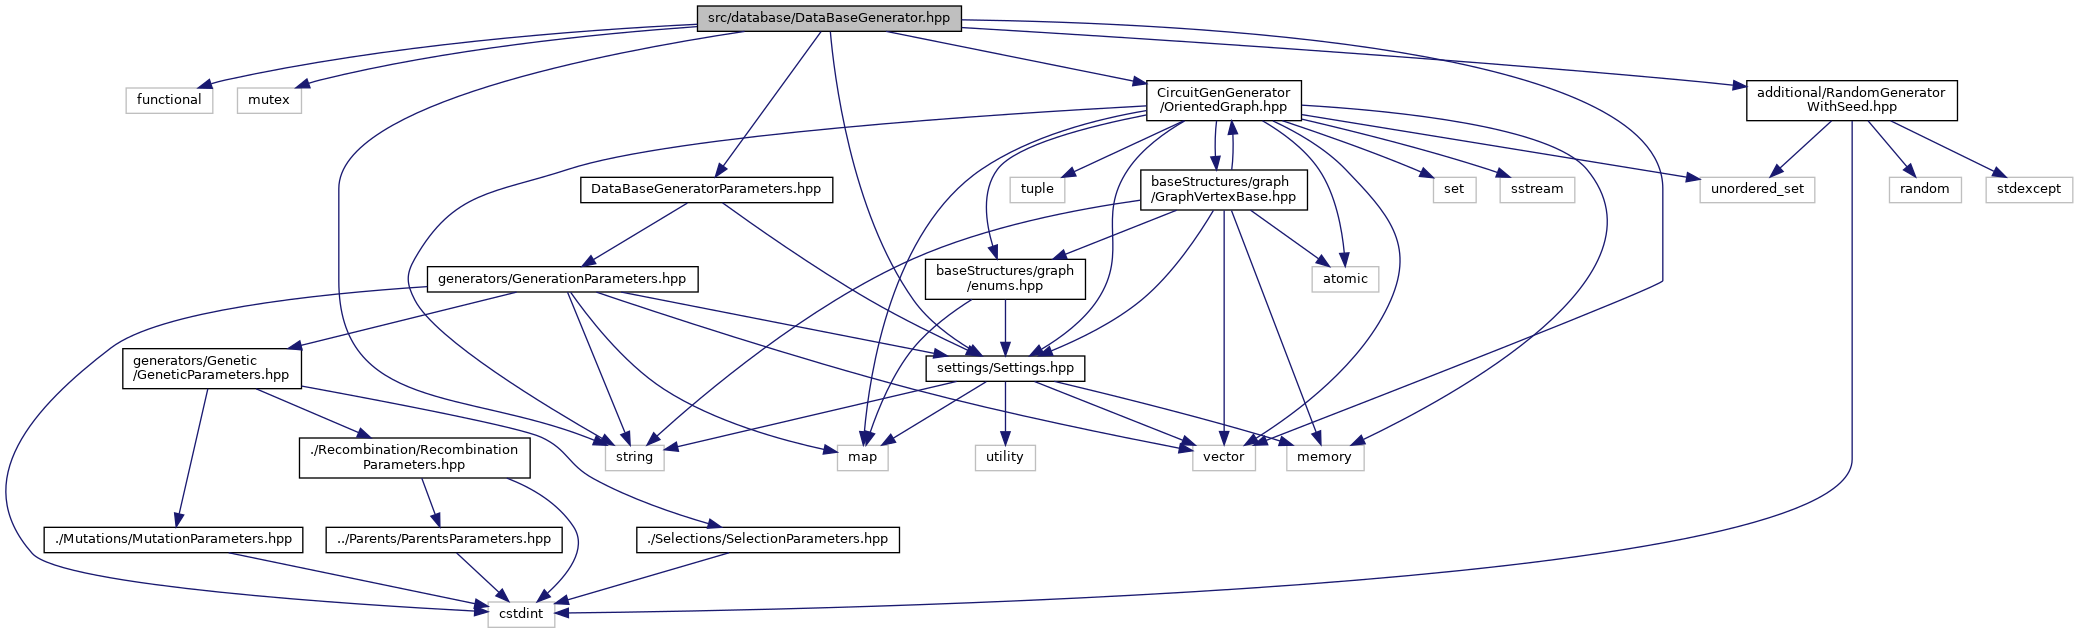 src/database/DataBaseGenerator.hpp
functional
mutex
CircuitGenGenerator
/OrientedGraph.hpp
additional/RandomGenerator
WithSeed.hpp
DataBaseGeneratorParameters.hpp
tuple
baseStructures/graph
/GraphVertexBase.hpp
set
sstream
unordered_set
random
stdexcept
generators/GenerationParameters.hpp
baseStructures/graph
/enums.hpp
atomic
generators/Genetic
/GeneticParameters.hpp
settings/Settings.hpp
./Recombination/Recombination
Parameters.hpp
string
map
utility
vector
memory
./Mutations/MutationParameters.hpp
../Parents/ParentsParameters.hpp
./Selections/SelectionParameters.hpp
cstdint